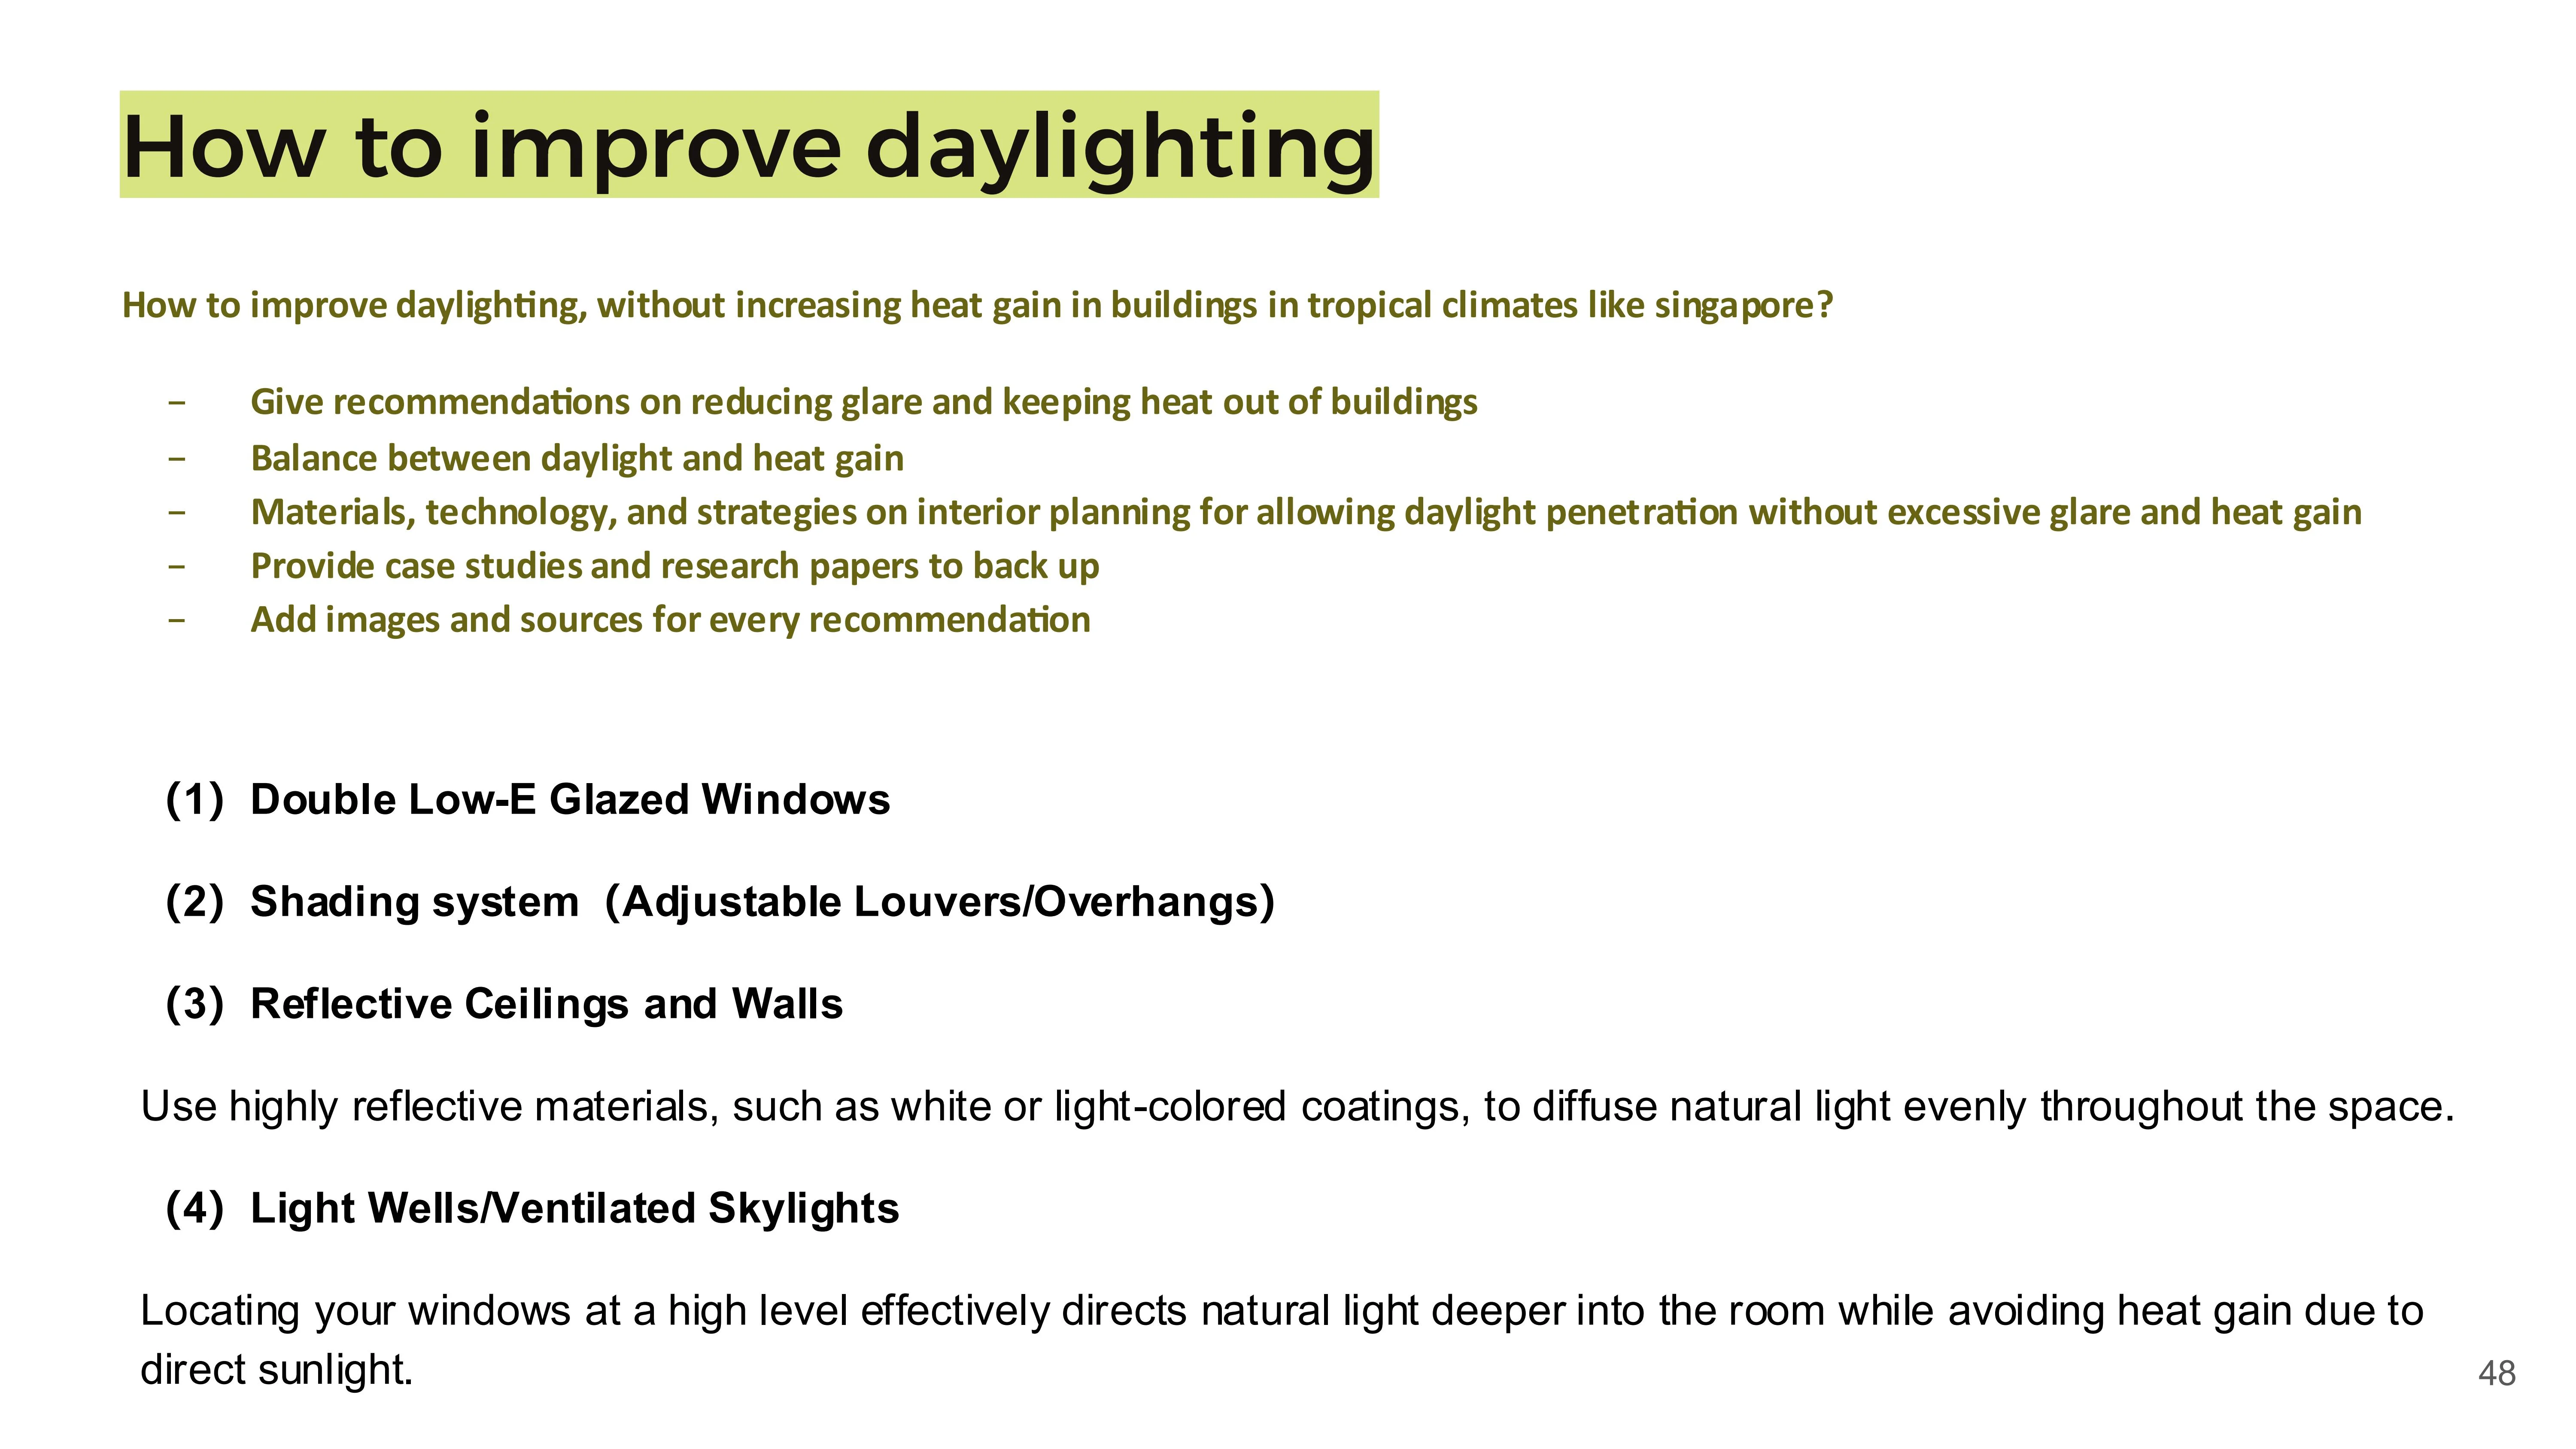 How to improve daylighting
How to improve daylighting, without increasing heat gain in buildings in tropical climates like singapore?
– Give recommendations on reducing glare and keeping heat out of buildings
– Balance between daylight and heat gain
– Materials, technology, and strategies on interior planning for allowing daylight penetration without excessive glare and heat gain
– Provide case studies and research papers to back up
– Add images and sources for every recommendation
(1) Double Low-E Glazed Windows
(2) Shading system (Adjustable Louvers/Overhangs)
(3) Reflective Ceilings and Walls
Use highly reflective materials, such as white or light-colored coatings, to diffuse natural light evenly throughout the space.
(4) Light Wells/Ventilated Skylights
Locating your windows at a high level effectively directs natural light deeper into the room while avoiding heat gain due to
direct sunlight.
48